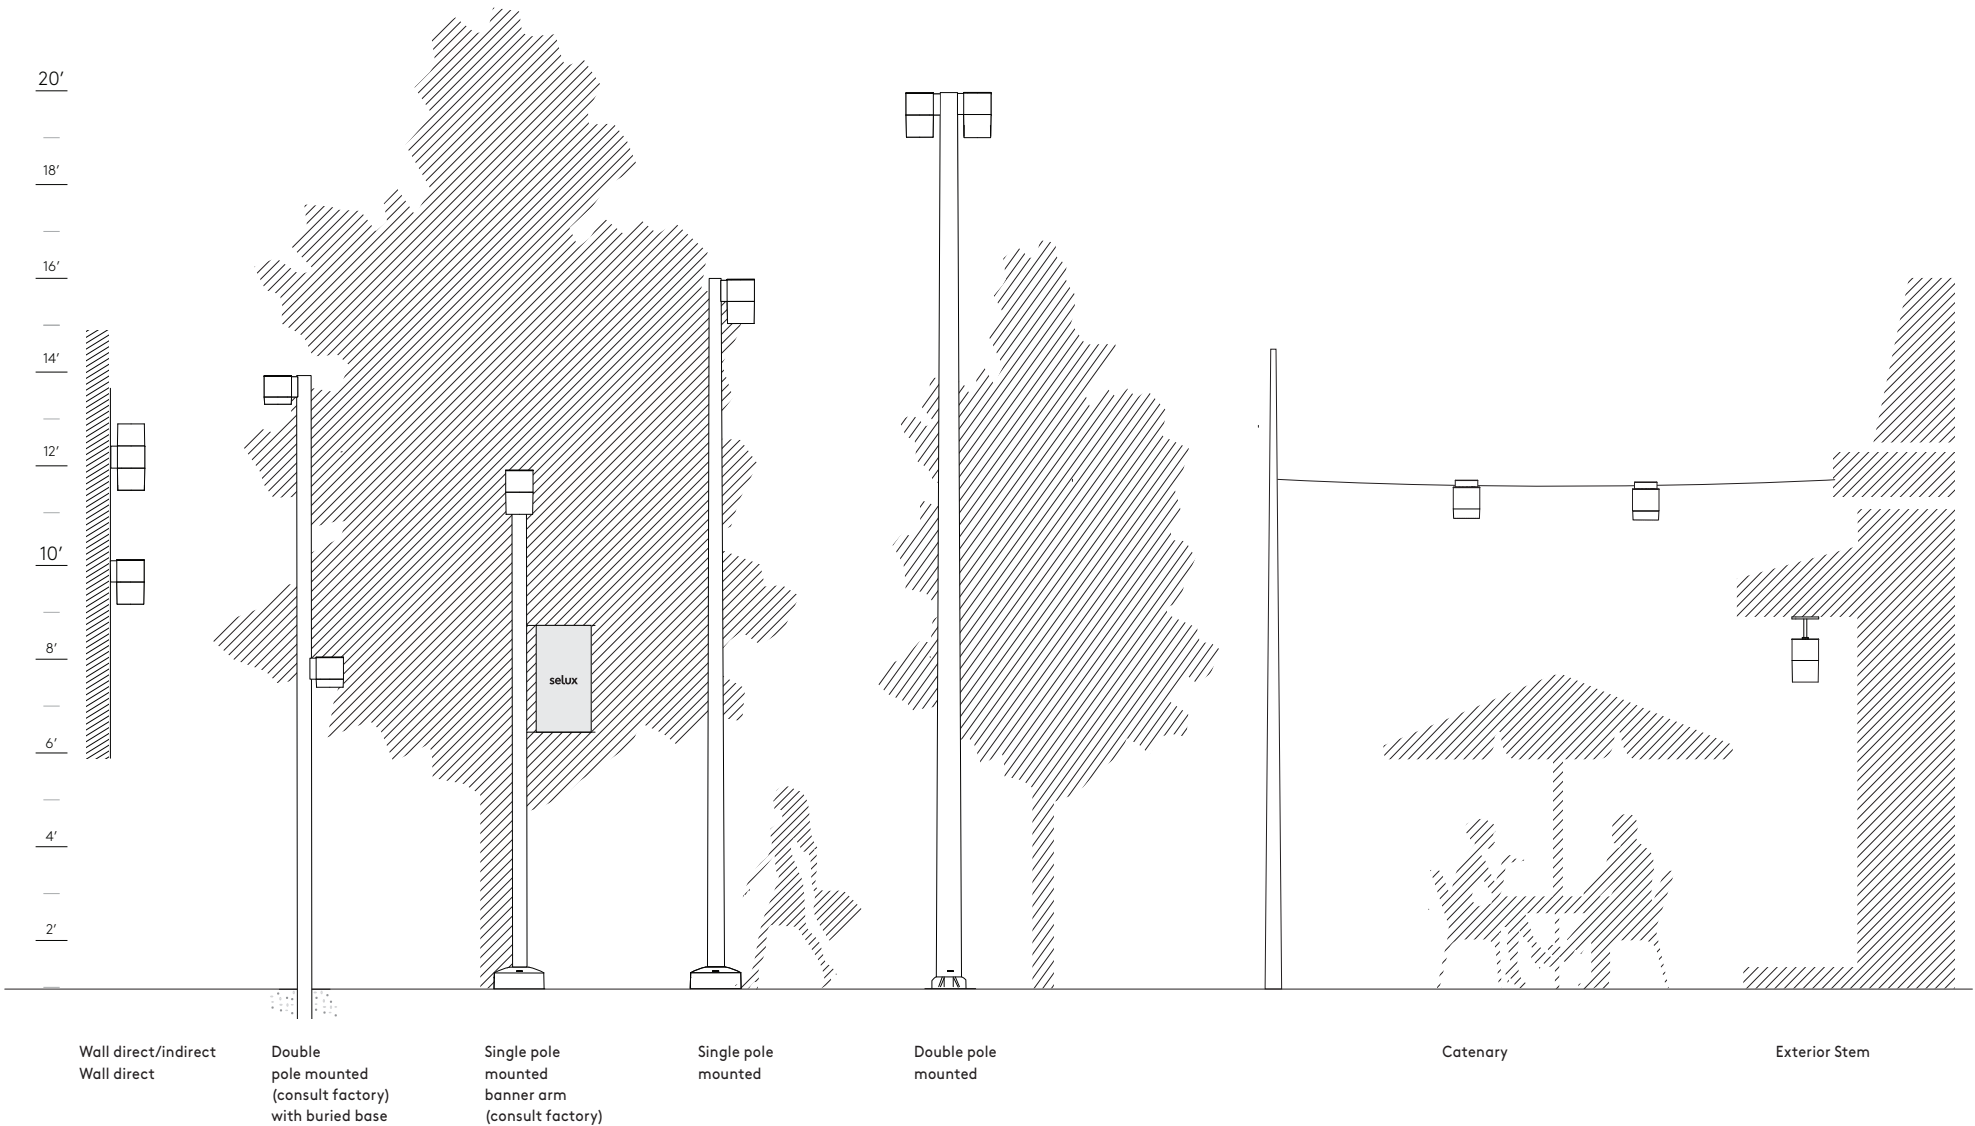 20’
18’
16’
14’
12’
10’
8’
6’
4’
2’
selux
Wall direct/indirect
Wall direct
Double
pole mounted
(consult factory)
with buried base
Single pole
mounted
banner arm
(consult factory)
Single pole
mounted
Double pole
mounted
Catenary
Exterior Stem